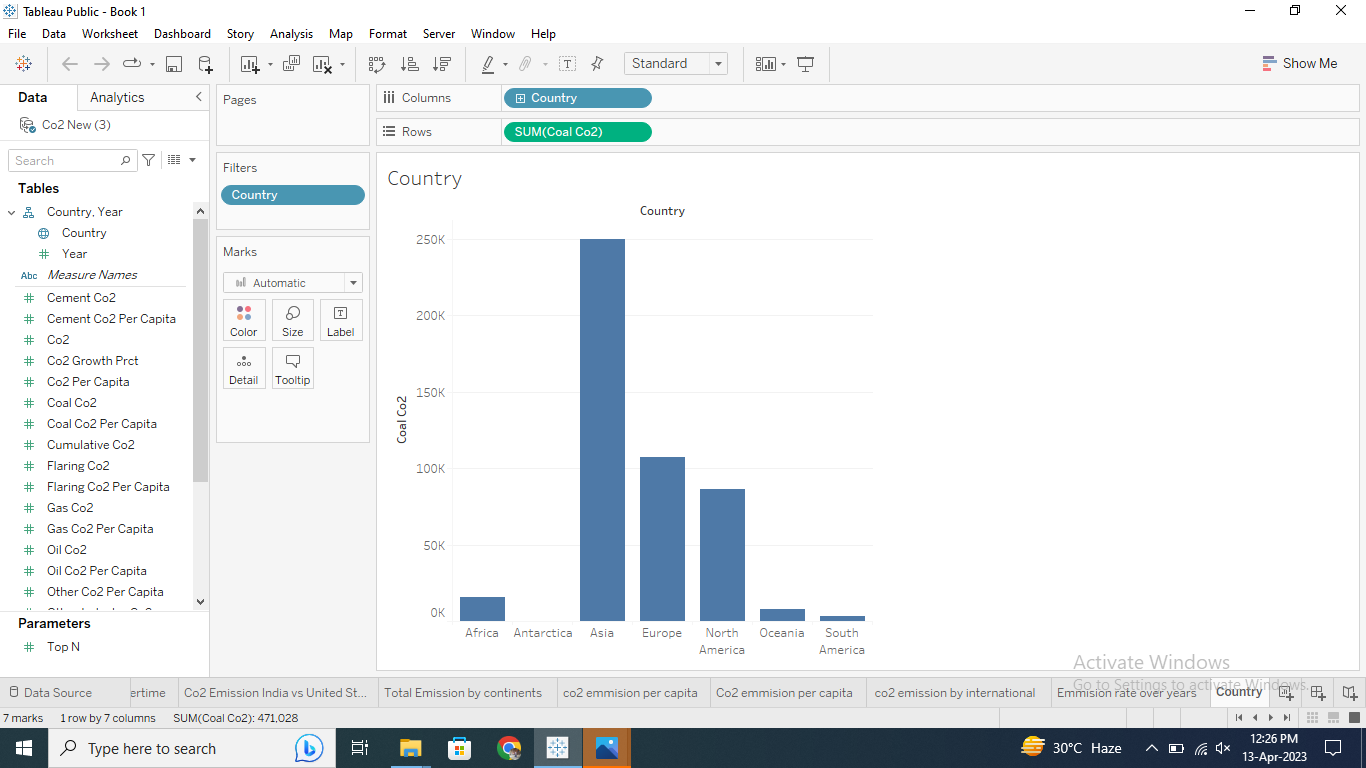 Tableau Public - Book 1
File Data Worksheet Dashboard Story Analysis Map Format Server Window Help
Standard
Show Me
Data Analytics
Pages
Columns Country
Co2 New (3)
Rows SUM(Coal Co2)
Search
Filters
Country
Tables
Country, Year
Country
Year
Abc Measure Names
Cement Co2
Cement Co2 Per Capita
Co2
Co2 Growth Prct
Co2 Per Capita
Coal Co2
Coal Co2 Per Capita
Cumulative Co2
Flaring Co2
Flaring Co2 Per Capita
Gas Co2
Gas Co2 Per Capita
Oil Co2
Oil Co2 Per Capita
Other Co2 Per Capita
Parameters
Top N
Marks
Automatic
Color Size Label
Detail Tooltip
Country
Country
250K
200K
150K
100K
50K
0K
Coal Co2
Africa Antarctica Asia Europe North America Oceania South America
Activate Windows
Go to Settings to activate Windows.
Data Source ertime Co2 Emission India vs United St... Total Emission by continents co2 emmision per capita Co2 emmision per capita co2 emission by international Emmision rate over years Country
7 marks 1 row by 7 columns SUM(Coal Co2): 471,028
Type here to search
30°C Haze
12:26 PM
13-Apr-2023